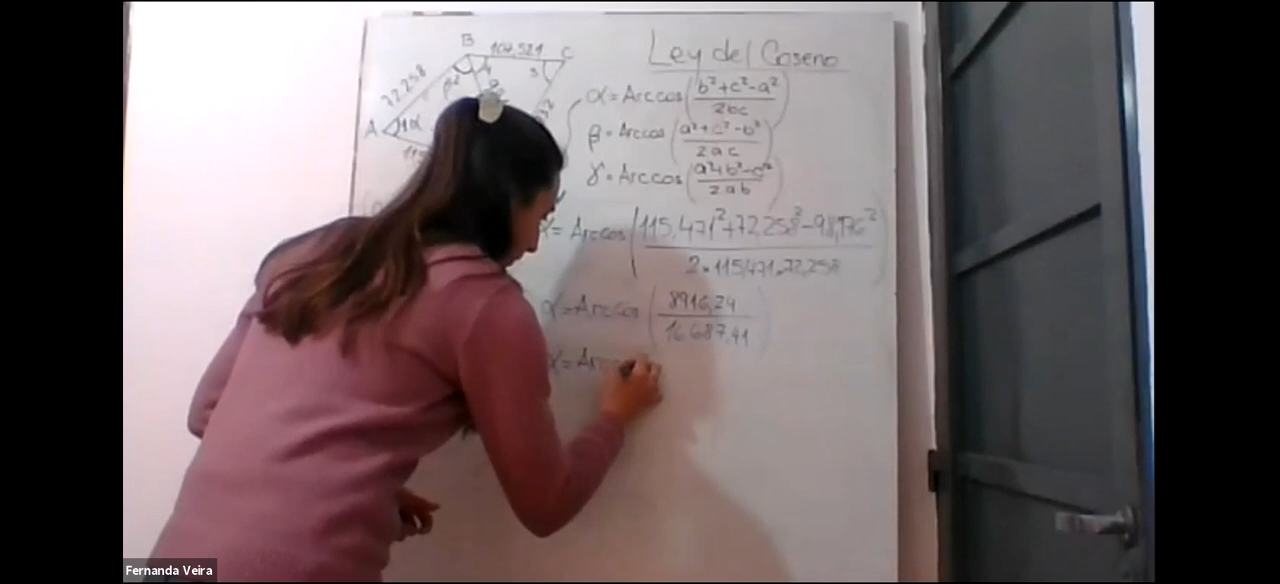 Ley del Coseno
B 107,521 C
72,258
A
α = Arccos (b² + c² - a² / 2bc)
β = Arccos (a² + c² - b² / 2ac)
γ = Arccos (a² + b² - c² / 2ab)
α = Arccos (115,471² + 72,258² - 98,176² / 2 × 115,471 × 72,258)
α = Arccos (8916,24 / 16687,41)
α = Arcc
Fernanda Veira